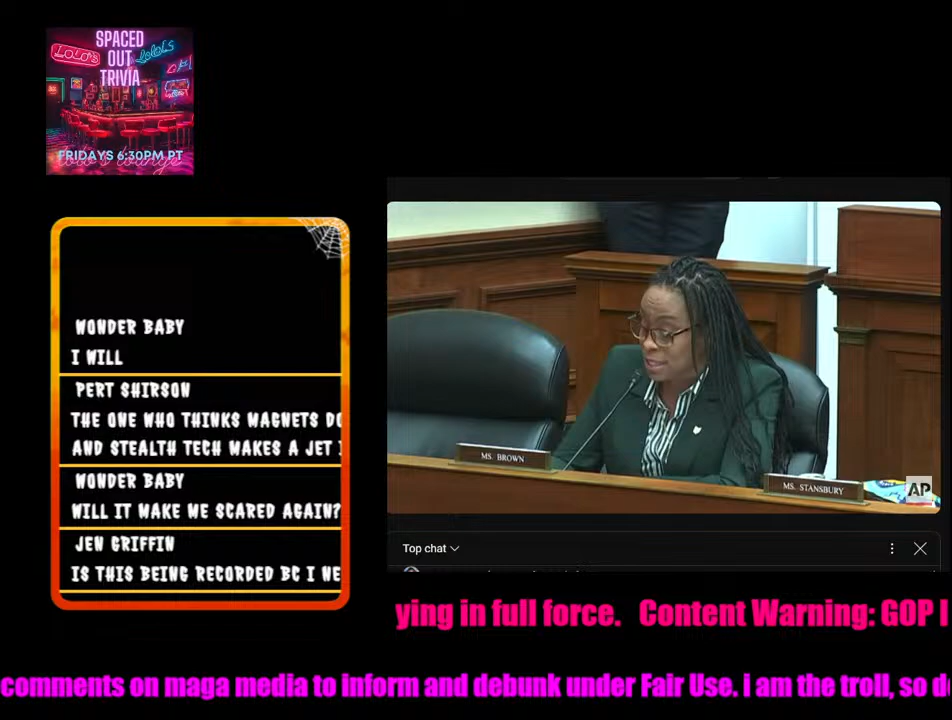 SPACED
OUT
TRIVIA
LOLO'S
LOLO'S
FRIDAYS 6:30PM PT
lolo's lounge
WONDER BABY
I WILL
PERT SHIRSON
THE ONE WHO THINKS MAGNETS DO
AND STEALTH TECH MAKES A JET
WONDER BABY
WILL IT MAKE ME SCARED AGAIN?
JEN GRIFFIN
IS THIS BEING RECORDED BC I NE
MS. BROWN
MS. STANSBURY
AP
Top chat
ying in full force. Content Warning: GOP l
comments on maga media to inform and debunk under Fair Use. i am the troll, so d